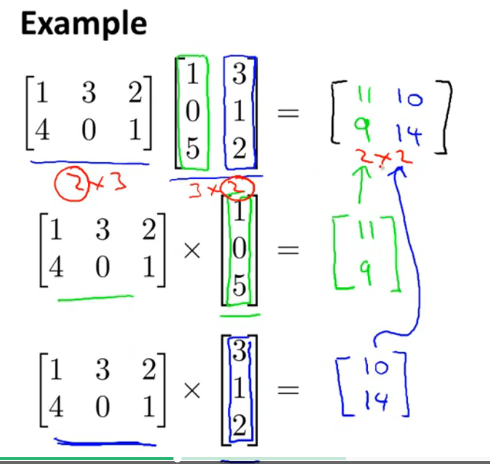 Example
[1 3 2] [1 3] = [11 10]
[4 0 1] [0 1] [9 14]
[5 2]
2×3 3×2 2×2
[1 3 2] × [1] = [11]
[4 0 1] [0] [9]
[5]
[1 3 2] × [3] = [10]
[4 0 1] [1] [14]
[2]